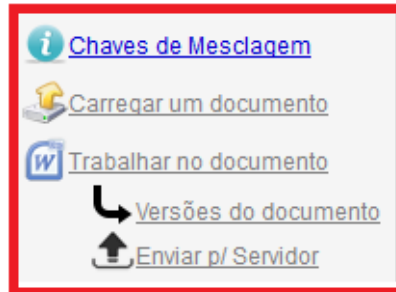 Chaves de Mesclagem
Carregar um documento
Trabalhar no documento
Versões do documento
Enviar p/ Servidor